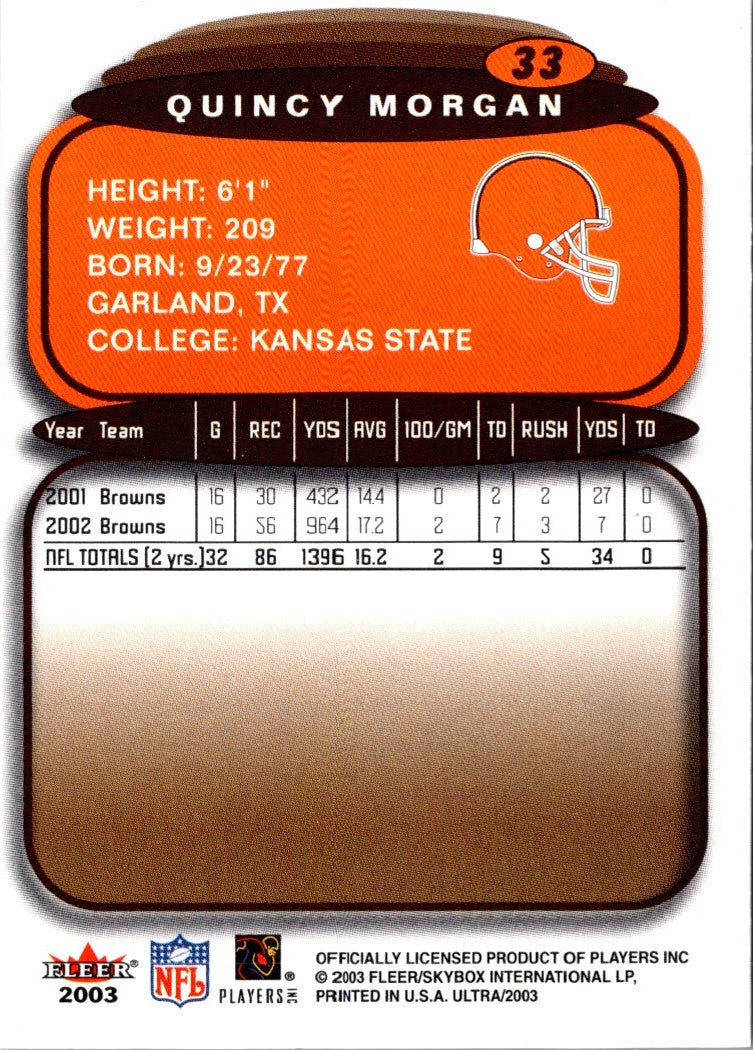 33
QUINCY MORGAN
HEIGHT: 6'1"
WEIGHT: 209
BORN: 9/23/77
GARLAND, TX
COLLEGE: KANSAS STATE
Year Team G REC YDS AVG 100/GM TD RUSH YDS TD
2001 Browns 16 30 432 14.4 0 2 2 27 0
2002 Browns 16 56 964 17.2 2 7 3 7 0
NFL TOTALS (2 yrs.) 32 86 1396 16.2 2 9 5 34 0
FLEER®
2003
NFL
®
PLAYERS INC
OFFICIALLY LICENSED PRODUCT OF PLAYERS INC
© 2003 FLEER/SKYBOX INTERNATIONAL LP,
PRINTED IN U.S.A. ULTRA/2003